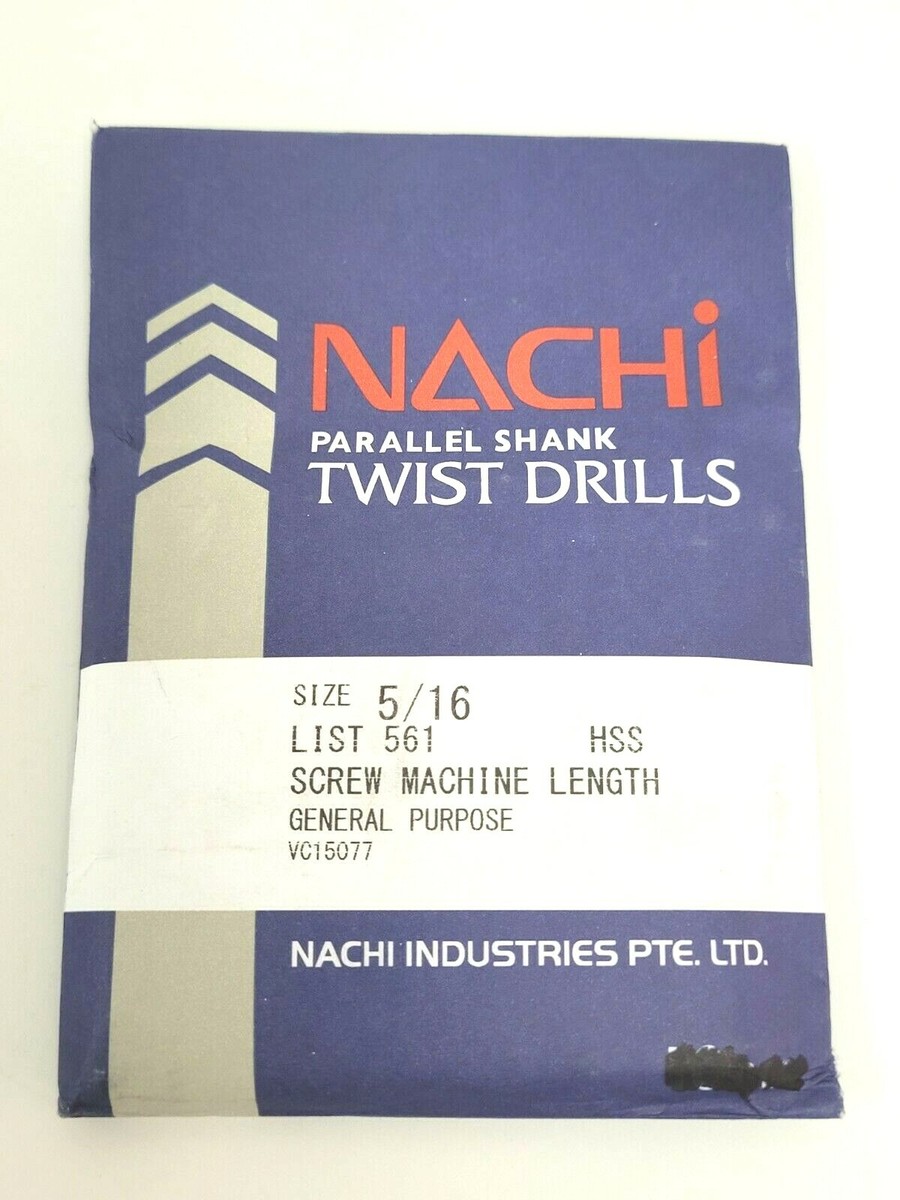 NACHi
PARALLEL SHANK
TWIST DRILLS
SIZE 5/16
LIST 561 HSS
SCREW MACHINE LENGTH
GENERAL PURPOSE
VC15077
NACHI INDUSTRIES PTE. LTD.